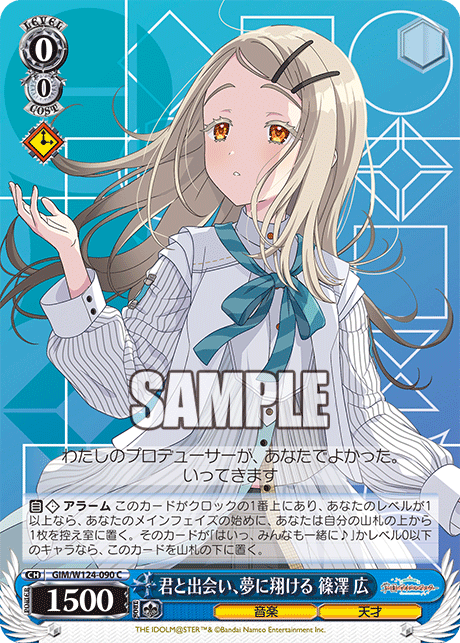 LEVEL
0
0
COST
SAMPLE
わたしのプロデューサーが、あなたでよかった。
いってきます
アラーム このカードがクロックの1番上にあり、あなたのレベルが1
以上なら、あなたのメインフェイズの始めに、あなたは自分の山札の上から
1枚を控え室に置く。そのカードが「はいっ、みんなも一緒に♪」かレベル0以下
のキャラなら、このカードを山札の下に置く。
CH GIM/W124-090 C
POWER
1500
SOUL
君と出会い、夢に翔ける 篠澤 広
音楽
天才
THE IDOLM@STER™& ©Bandai Namco Entertainment Inc.